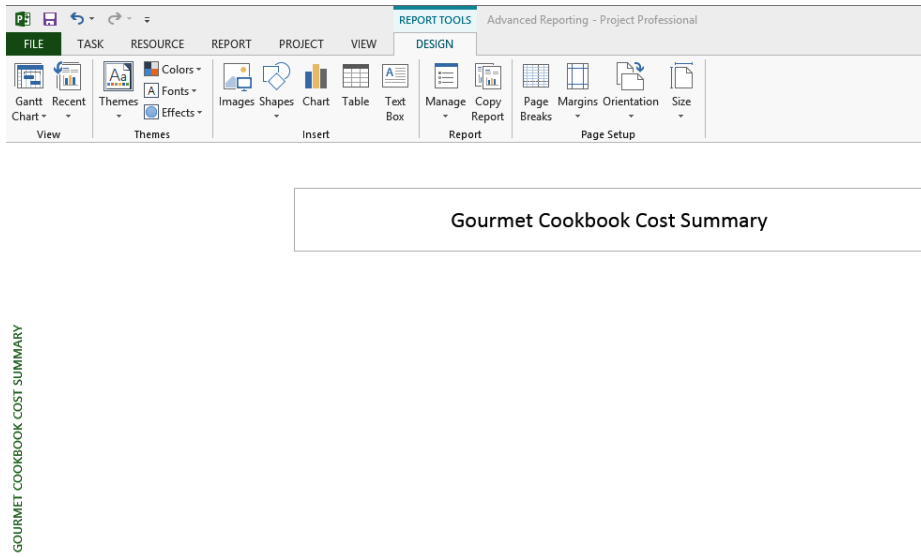 REPORT TOOLS Advanced Reporting - Project Professional
FILE TASK RESOURCE REPORT PROJECT VIEW DESIGN
Gantt Chart Recent
View
Themes Colors
Fonts
Effects
Themes
Images Shapes Chart Table Text Box
Insert
Manage Copy Report
Report
Page Breaks Margins Orientation Size
Page Setup
Gourmet Cookbook Cost Summary
GOURMET COOKBOOK COST SUMMARY